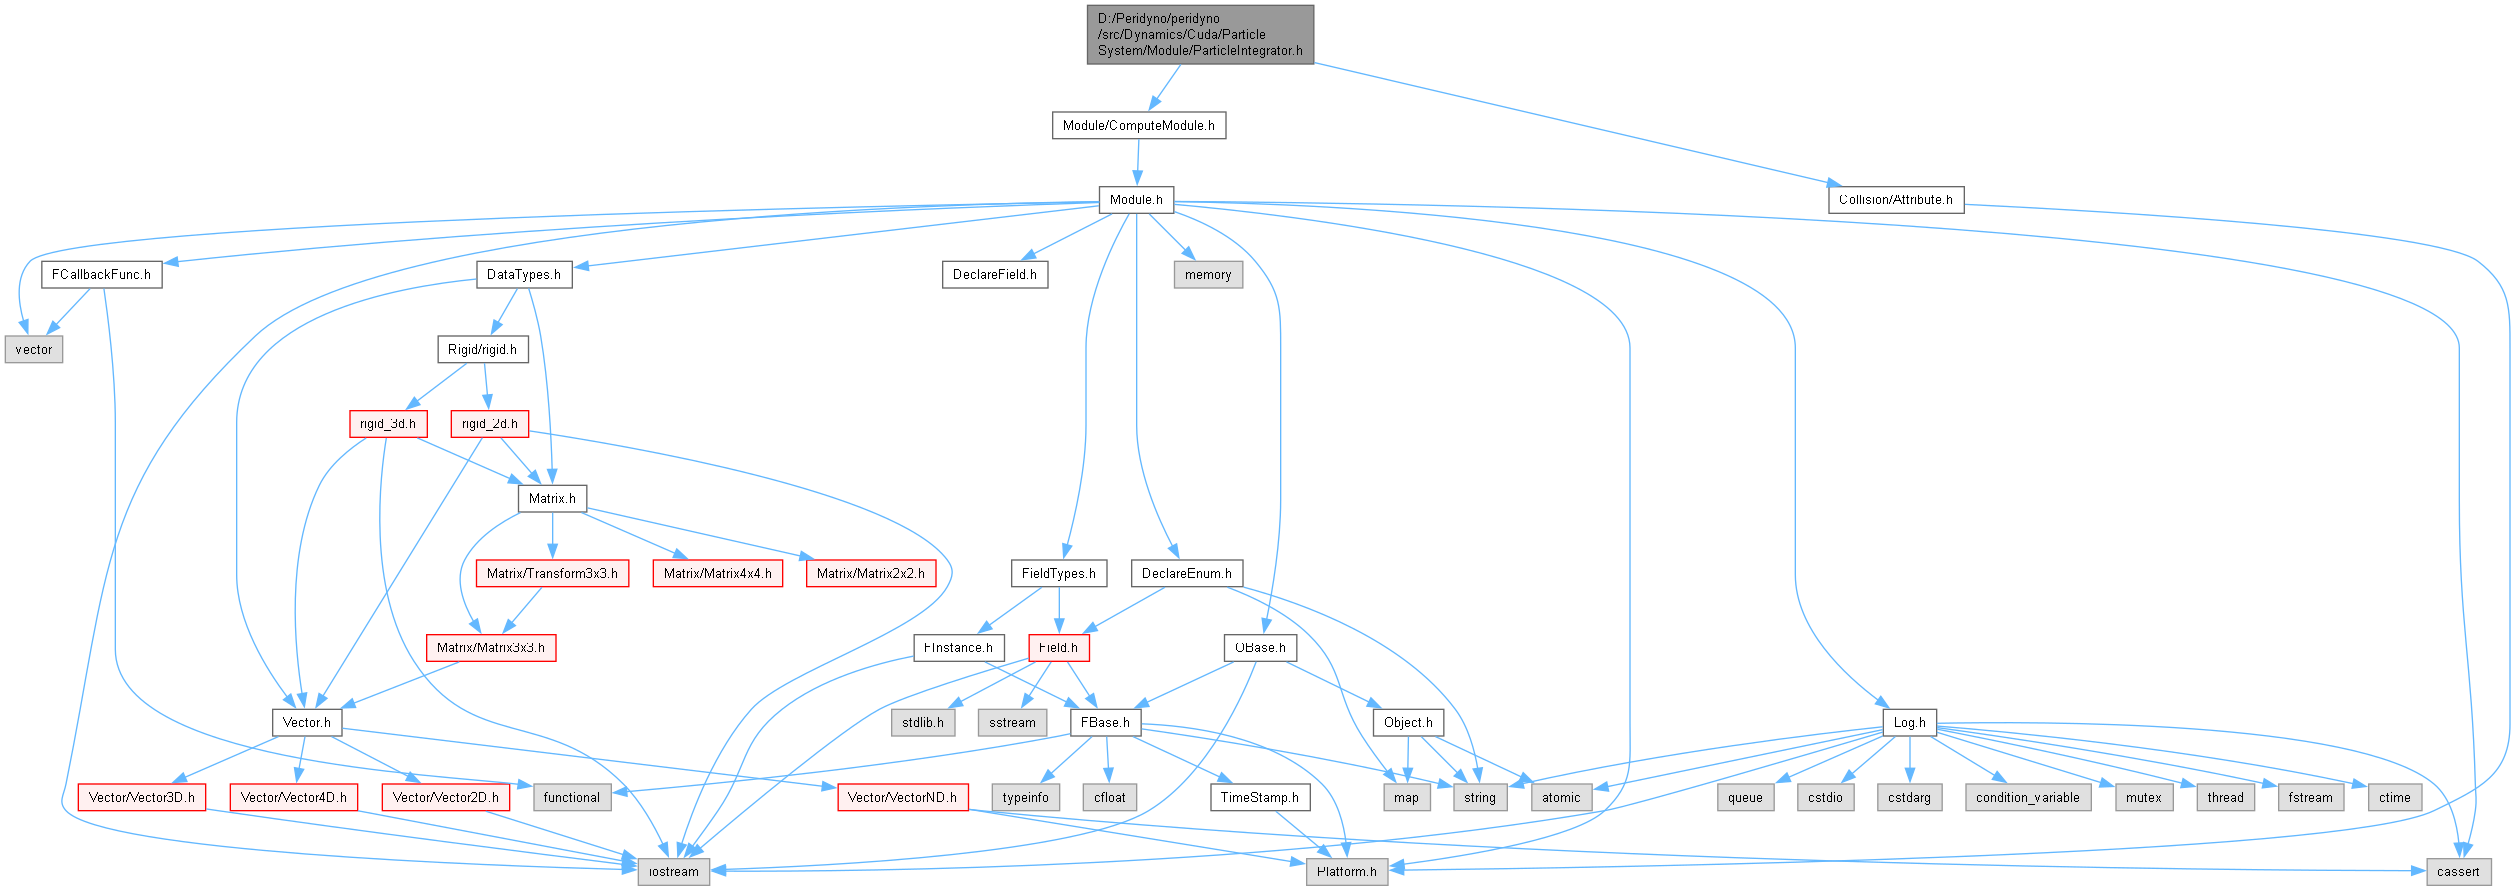 D:/Peridyno/peridyno
/src/Dynamics/Cuda/Particle
System/Module/ParticleIntegrator.h
Module/ComputeModule.h
Module.h
Collision/Attribute.h
FCallbackFunc.h
DataTypes.h
DeclareField.h
memory
vector
Rigid/rigid.h
rigid_3d.h
rigid_2d.h
Matrix.h
Matrix/Transform3x3.h
Matrix/Matrix4x4.h
Matrix/Matrix2x2.h
FieldTypes.h
DeclareEnum.h
Matrix/Matrix3x3.h
FInstance.h
Field.h
OBase.h
Vector.h
stdlib.h
sstream
FBase.h
Object.h
Log.h
Vector/Vector3D.h
Vector/Vector4D.h
Vector/Vector2D.h
functional
Vector/VectorND.h
typeinfo
cfloat
TimeStamp.h
map
string
atomic
queue
cstdio
cstdarg
condition_variable
mutex
thread
fstream
ctime
iostream
Platform.h
cassert